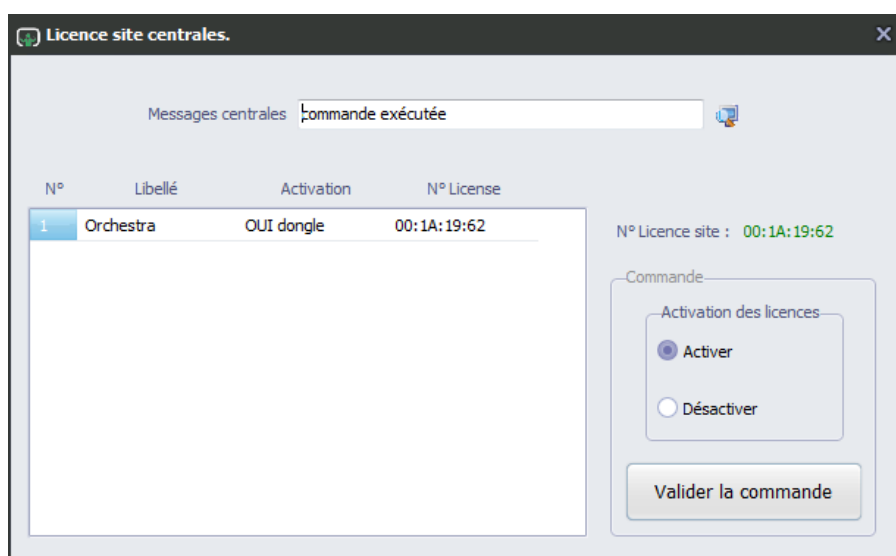 Licence site centrales.
Messages centrales commande exécutée
N° Libellé Activation N° License
1 Orchestra OUI dongle 00:1A:19:62
N° Licence site : 00:1A:19:62
Commande
Activation des licences
Activer
Désactiver
Valider la commande